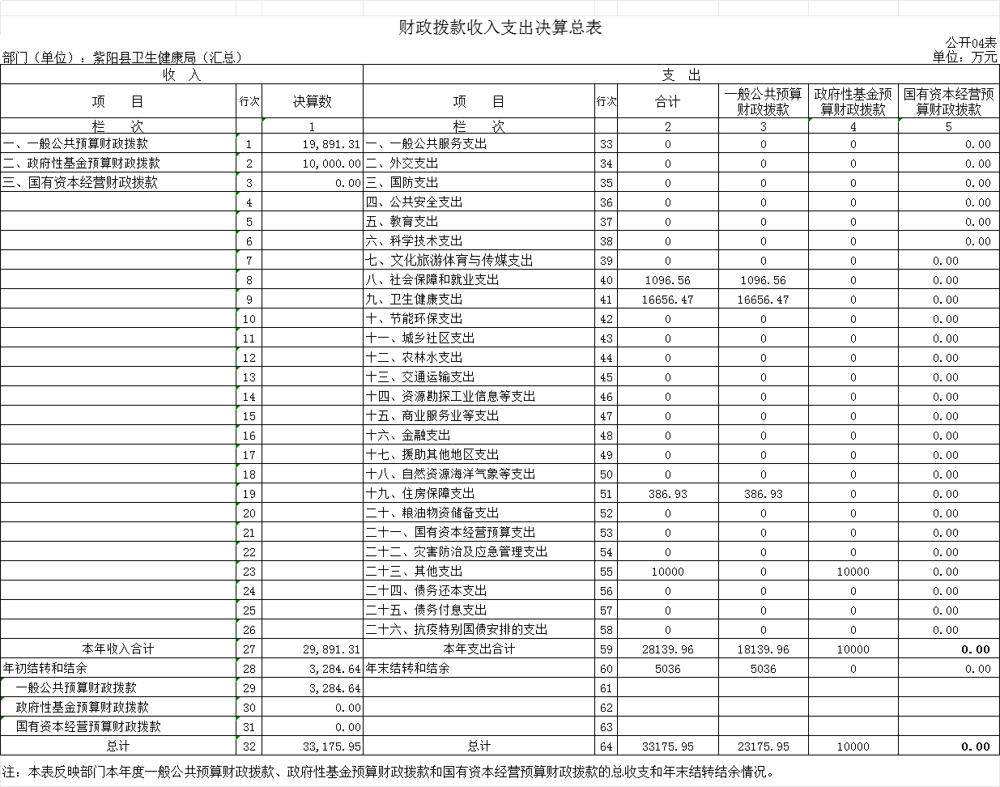 财政拨款收入支出决算总表
公开04表
部门（单位）：紫阳县卫生健康局（汇总） 单位：万元
收 入 支 出
项 目 行次 决算数 项 目 行次 合计 一般公共预算财政拨款 政府性基金预算财政拨款 国有资本经营预算财政拨款
栏 次 1 栏 次 2 3 4 5
一、一般公共预算财政拨款 1 19,891.31 一、一般公共服务支出 33 0 0 0 0.00
二、政府性基金预算财政拨款 2 10,000.00 二、外交支出 34 0 0 0 0.00
三、国有资本经营财政拨款 3 0.00 三、国防支出 35 0 0 0 0.00
4 四、公共安全支出 36 0 0 0 0.00
5 五、教育支出 37 0 0 0 0.00
6 六、科学技术支出 38 0 0 0 0.00
7 七、文化旅游体育与传媒支出 39 0 0 0 0.00
8 八、社会保障和就业支出 40 1096.56 1096.56 0 0.00
9 九、卫生健康支出 41 16656.47 16656.47 0 0.00
10 十、节能环保支出 42 0 0 0 0.00
11 十一、城乡社区支出 43 0 0 0 0.00
12 十二、农林水支出 44 0 0 0 0.00
13 十三、交通运输支出 45 0 0 0 0.00
14 十四、资源勘探工业信息等支出 46 0 0 0 0.00
15 十五、商业服务业等支出 47 0 0 0 0.00
16 十六、金融支出 48 0 0 0 0.00
17 十七、援助其他地区支出 49 0 0 0 0.00
18 十八、自然资源海洋气象等支出 50 0 0 0 0.00
19 十九、住房保障支出 51 386.93 386.93 0 0.00
20 二十、粮油物资储备支出 52 0 0 0 0.00
21 二十一、国有资本经营预算支出 53 0 0 0 0.00
22 二十二、灾害防治及应急管理支出 54 0 0 0 0.00
23 二十三、其他支出 55 10000 0 10000 0.00
24 二十四、债务还本支出 56 0 0 0 0.00
25 二十五、债务付息支出 57 0 0 0 0.00
26 二十六、抗疫特别国债安排的支出 58 0 0 0 0.00
本年收入合计 27 29,891.31 本年支出合计 59 28139.96 18139.96 10000 0.00
年初结转和结余 28 3,284.64 年末结转和结余 60 5036 5036 0 0.00
一般公共预算财政拨款 29 3,284.64 61
政府性基金预算财政拨款 30 0.00 62
国有资本经营预算财政拨款 31 0.00 63
总计 32 33,175.95 总计 64 33175.95 23175.95 10000 0.00
注：本表反映部门本年度一般公共预算财政拨款、政府性基金预算财政拨款和国有资本经营预算财政拨款的总收支和年末结转结余情况。